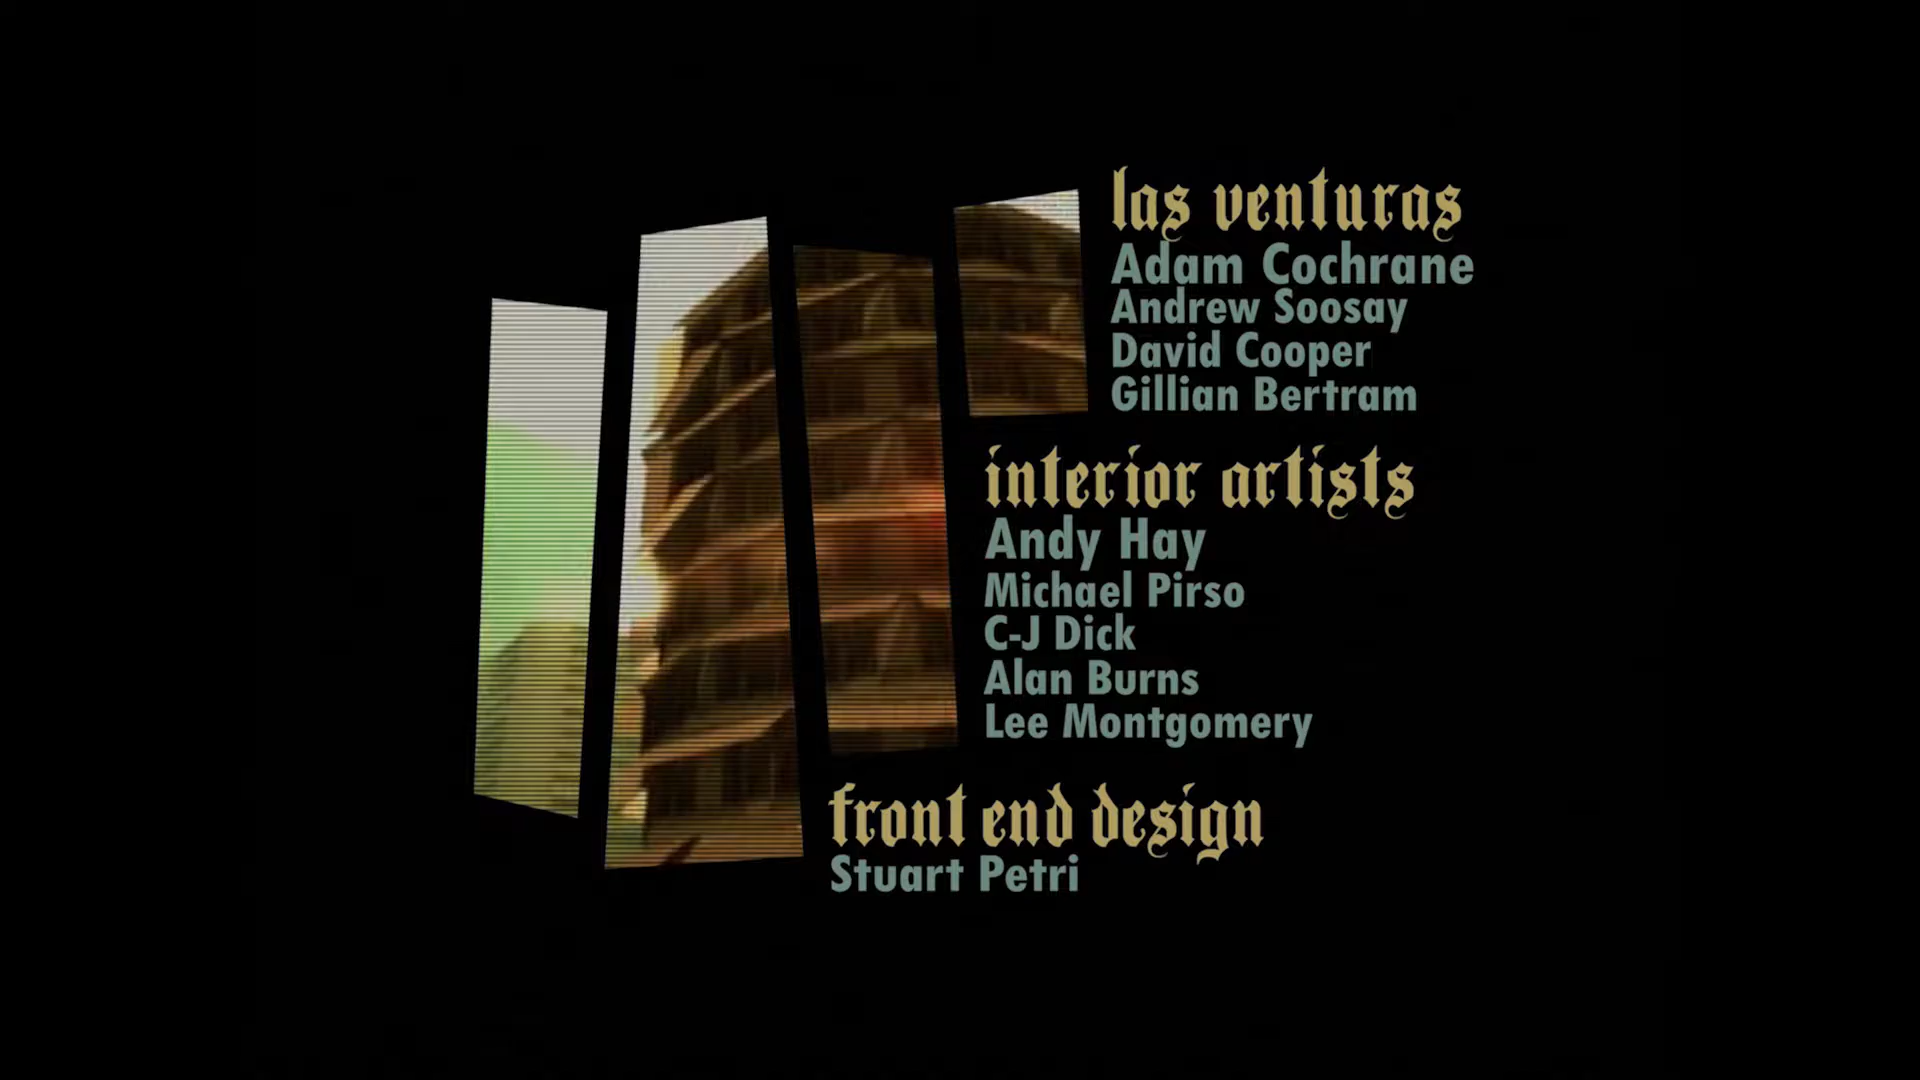 las venturas
Adam Cochrane
Andrew Soosay
David Cooper
Gillian Bertram
interior artists
Andy Hay
Michael Pirso
C-J Dick
Alan Burns
Lee Montgomery
front end design
Stuart Petri